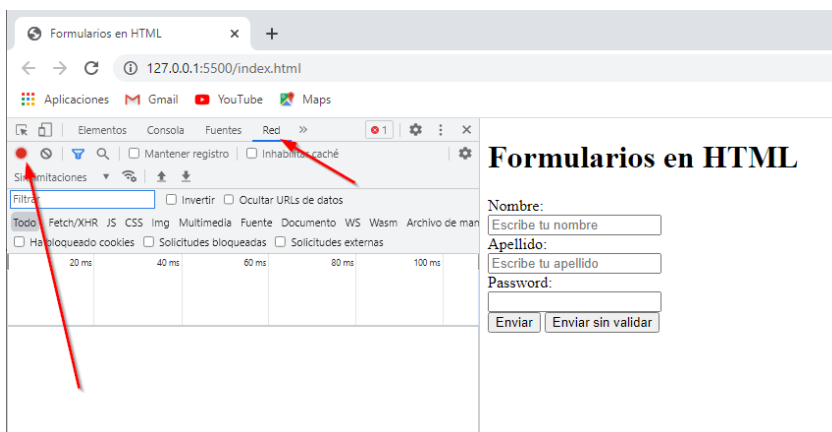 Formularios en HTML
127.0.0.1:5500/index.html
Aplicaciones Gmail YouTube Maps
Elementos Consola Fuentes Red » 1
Mantener registro Inhabilitar caché
Sin limitaciones
Filtrar Invertir Ocultar URLs de datos
Todo Fetch/XHR JS CSS Img Multimedia Fuente Documento WS Wasm Archivo de man
Ha bloqueado cookies Solicitudes bloqueadas Solicitudes externas
20 ms 40 ms 60 ms 80 ms 100 ms
Formularios en HTML
Nombre:
Escribe tu nombre
Apellido:
Escribe tu apellido
Password:
Enviar Enviar sin validar